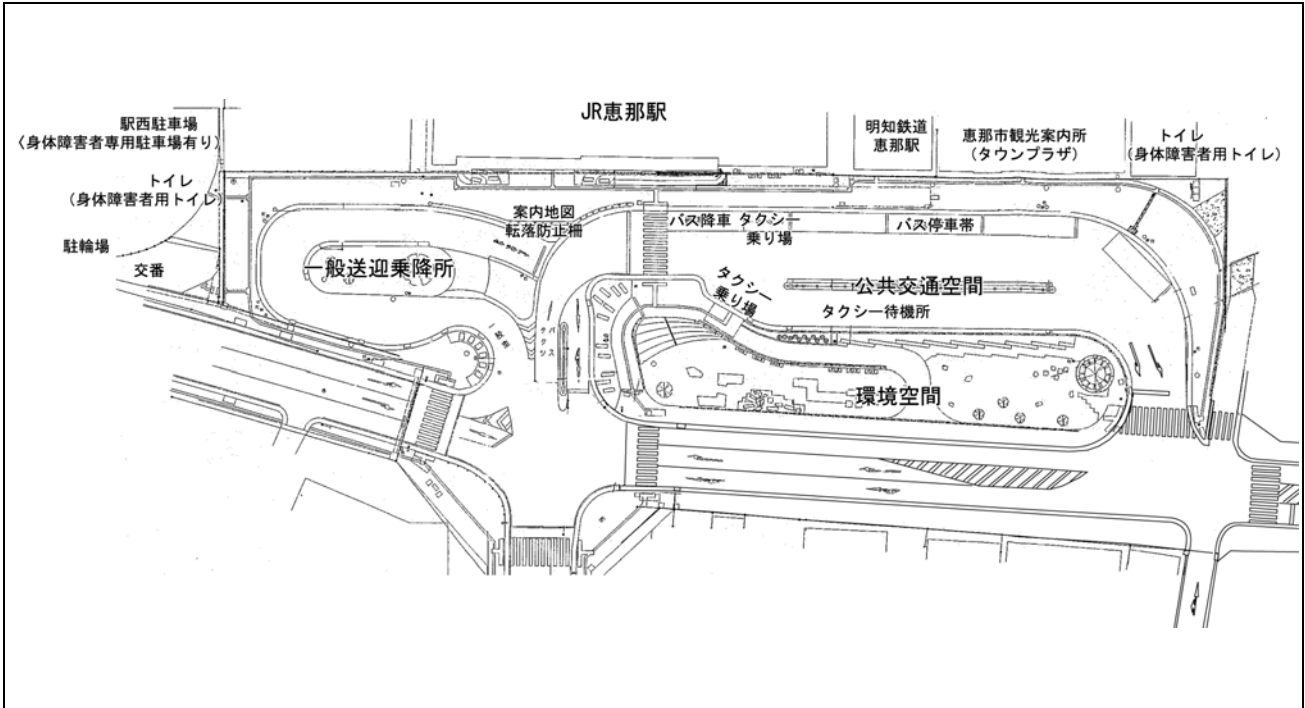 JR恵那駅
駅西駐車場
〈身体障害者専用駐車場有り〉
明知鉄道
恵那駅
恵那市観光案内所
(タウンプラザ)
トイレ
(身体障害者用トイレ)
トイレ
(身体障害者用トイレ)
駐輪場
交番
案内地図
転落防止柵
バス降車
タクシー
乗り場
バス停車帯
一般送迎乗降所
タクシー
乗り場
公共交通空間
タクシー待機所
環境空間